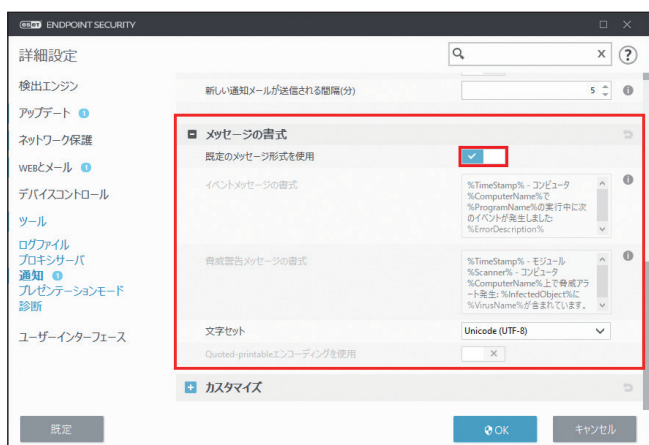 eset ENDPOINT SECURITY
詳細設定
検出エンジン
アップデート 1
ネットワーク保護
WEBとメール 1
デバイスコントロール
ツール
ログファイル
プロキシサーバ
通知 1
プレゼンテーションモード
診断
ユーザーインターフェース
新しい通知メールが送信される間隔(分)
5
メッセージの書式
既定のメッセージ形式を使用
イベントメッセージの書式
%TimeStamp% - コンピュータ
%ComputerName%で
%ProgramName%の実行中に次
のイベントが発生しました:
%ErrorDescription%
脅威警告メッセージの書式
%TimeStamp% - モジュール
%Scanner% - コンピュータ
%ComputerName%上で脅威アラ
ート発生: %InfectedObject%に
%VirusName%が含まれています。
文字セット
Unicode (UTF-8)
Quoted-printableエンコーディングを使用
カスタマイズ
既定
OK
キャンセル